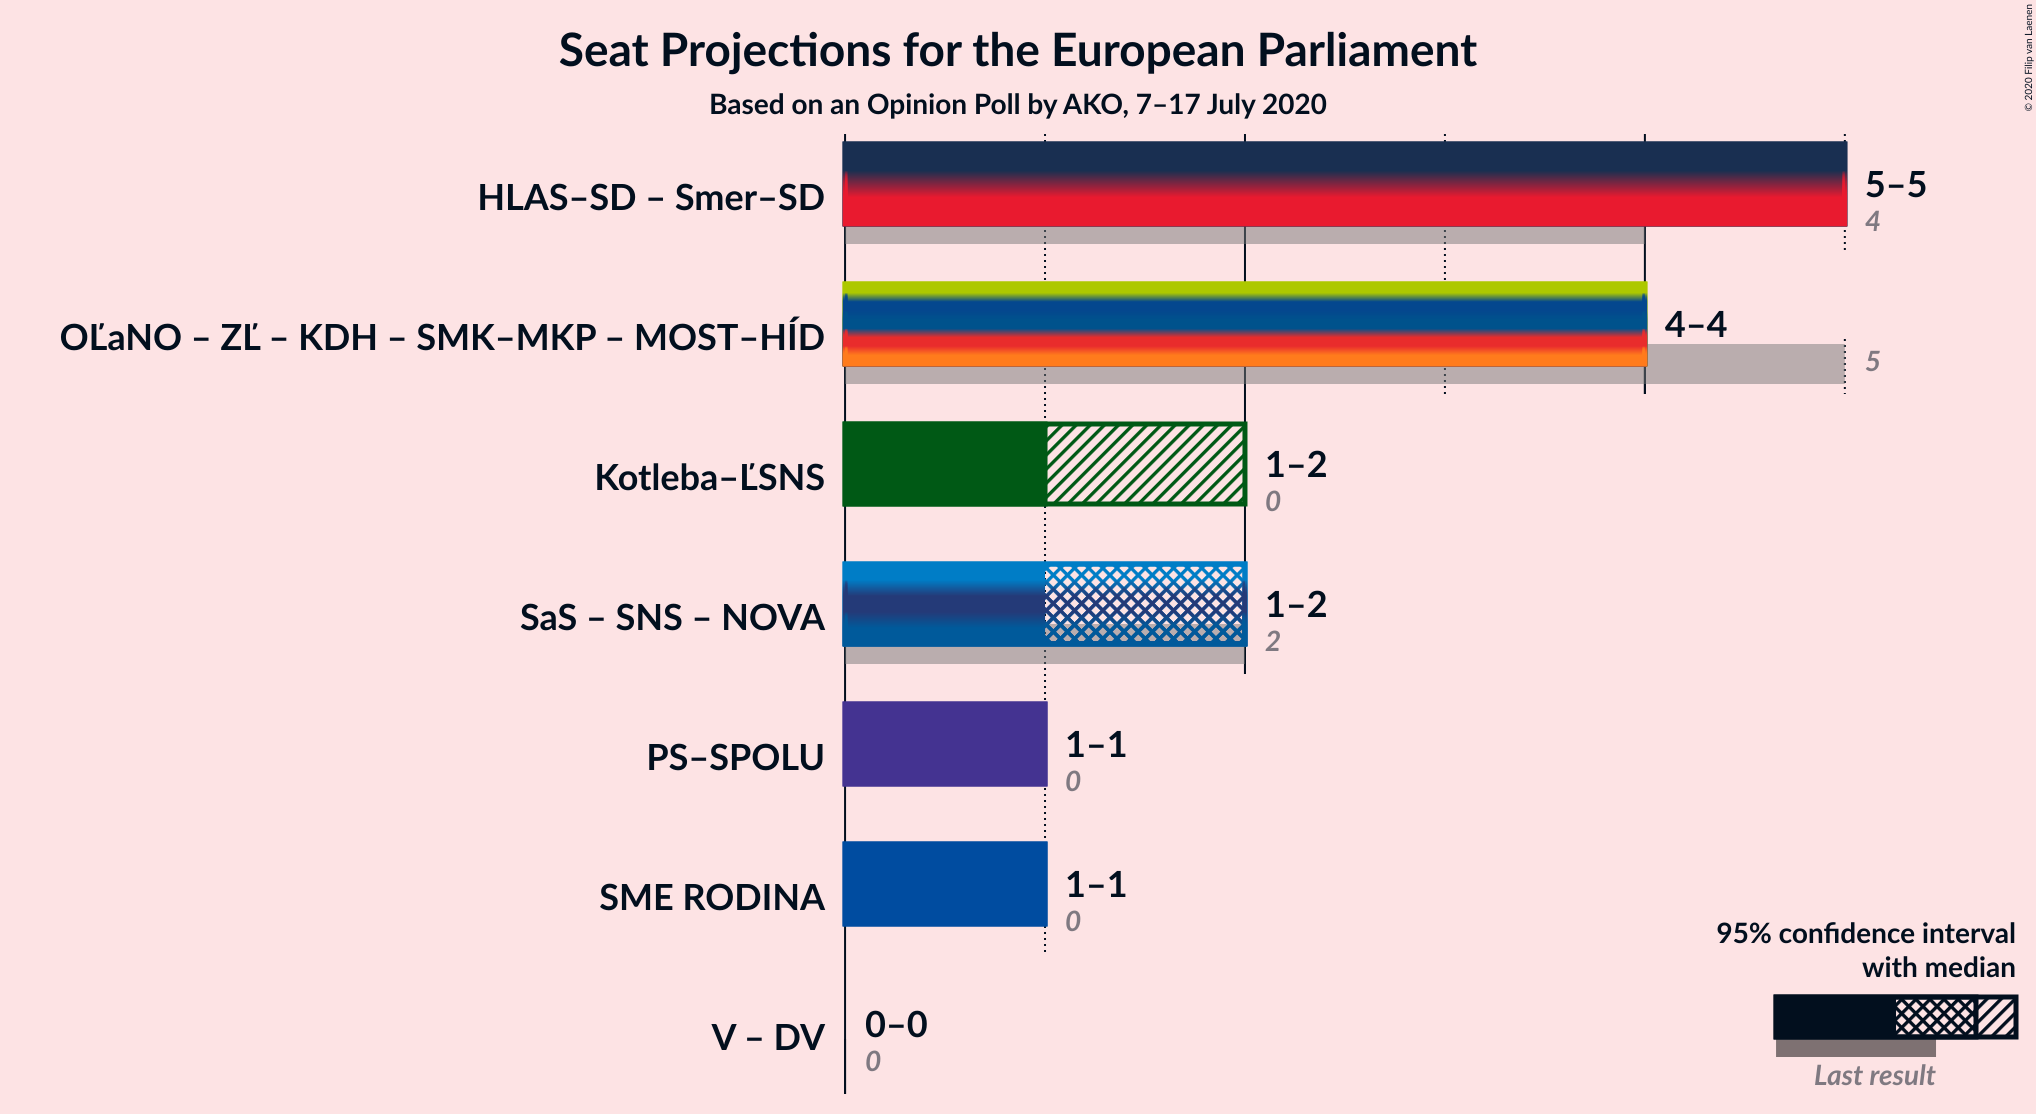 Seat Projections for the European Parliament
Based on an Opinion Poll by AKO, 7–17 July 2020
© 2020 Filip van Laenen
HLAS–SD – Smer–SD
5–5
4
OĽaNO – ZĽ – KDH – SMK–MKP – MOST–HÍD
4–4
5
Kotleba–ĽSNS
1–2
0
SaS – SNS – NOVA
1–2
2
PS–SPOLU
1–1
0
SME RODINA
1–1
0
V – DV
0–0
0
95% confidence interval
with median
Last result